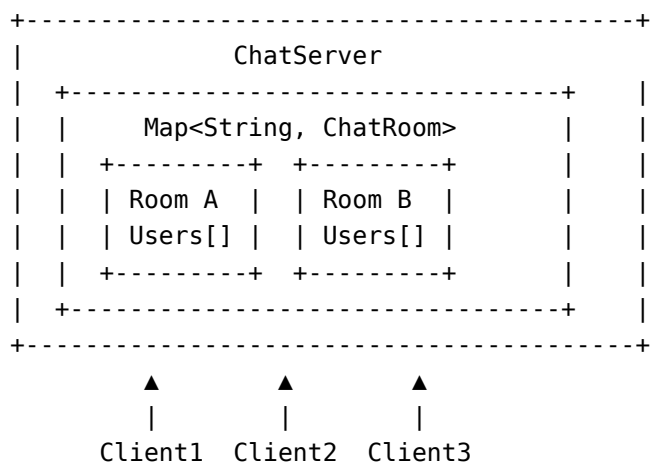 ChatServer
Map<String, ChatRoom>
Room A Room B
Users[] Users[]
Client1 Client2 Client3